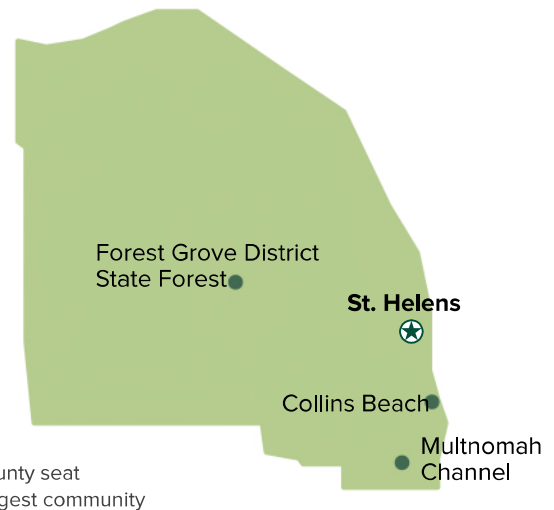 Forest Grove District
State Forest
St. Helens
Collins Beach
Multnomah
Channel
unty seat
gest community